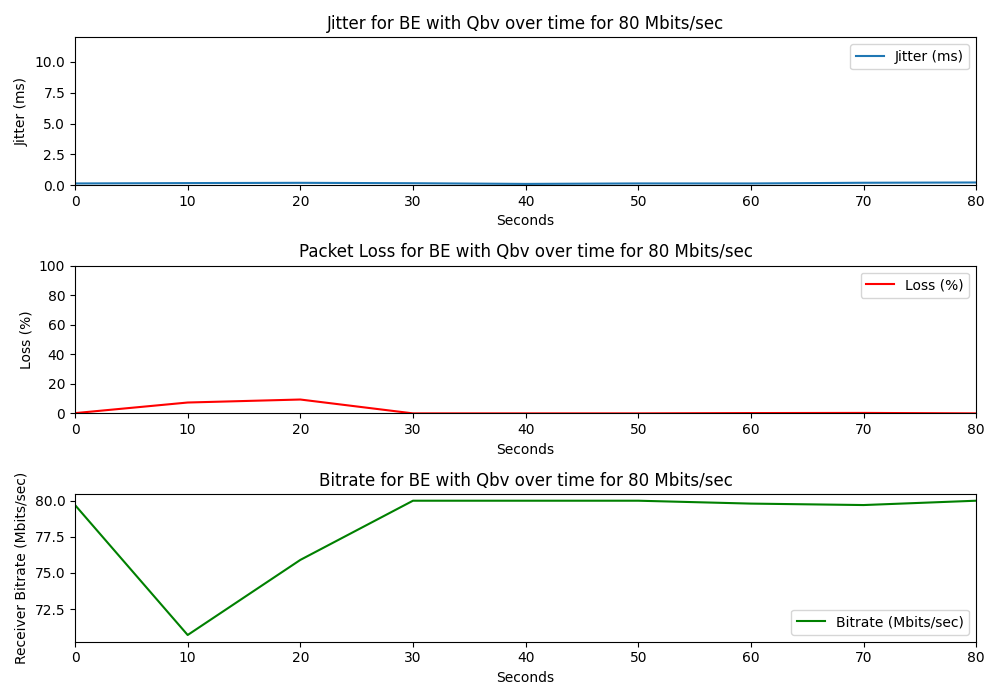 Jitter for BE with Qbv over time for 80 Mbits/sec
10.0
7.5
5.0
2.5
0.0
Jitter (ms)
Jitter (ms)
0 10 20 30 40 50 60 70 80
Seconds
Packet Loss for BE with Qbv over time for 80 Mbits/sec
100
80
60
40
20
0
Loss (%)
Loss (%)
0 10 20 30 40 50 60 70 80
Seconds
Bitrate for BE with Qbv over time for 80 Mbits/sec
80.0
77.5
75.0
72.5
Receiver Bitrate (Mbits/sec)
Bitrate (Mbits/sec)
0 10 20 30 40 50 60 70 80
Seconds